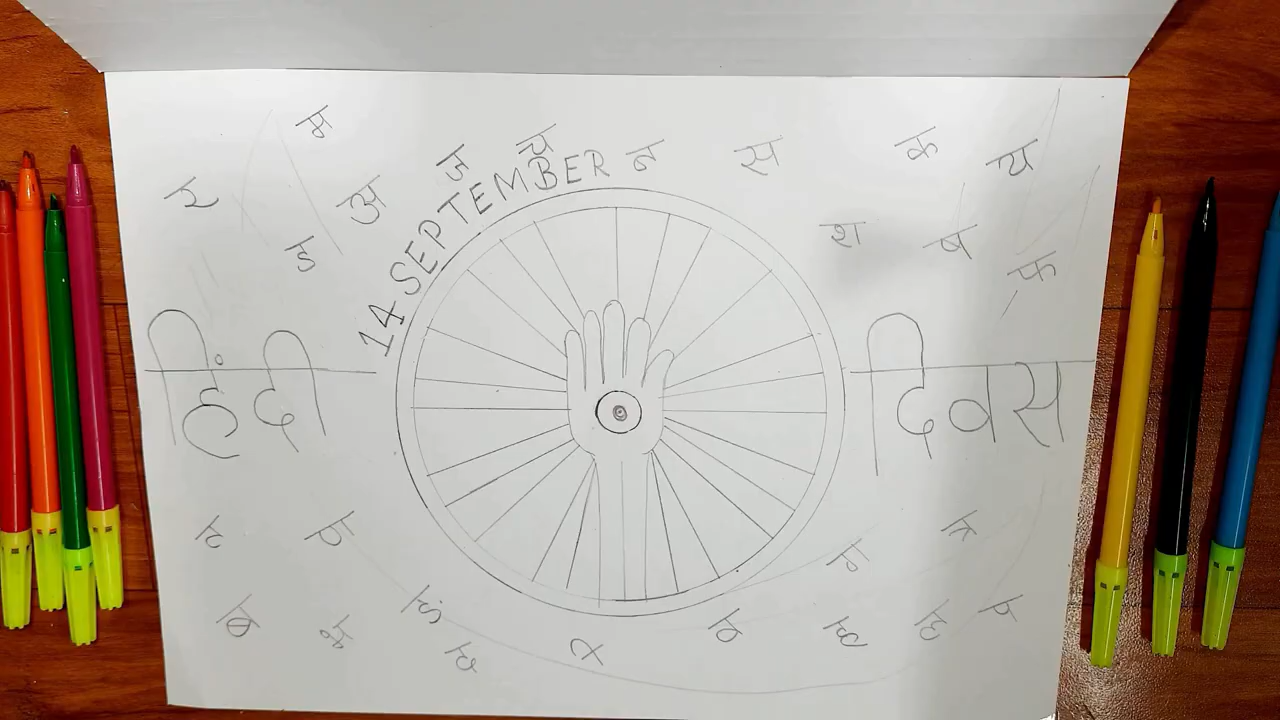 म
ज
च
न
स
क
य
र
अ
14 SEPTEMBER
ड
श
ब
फ
हिंदी
दिवस
ट
ए
ग
त्र
ब
भ
ङ
ढ
व
ह
ह
प